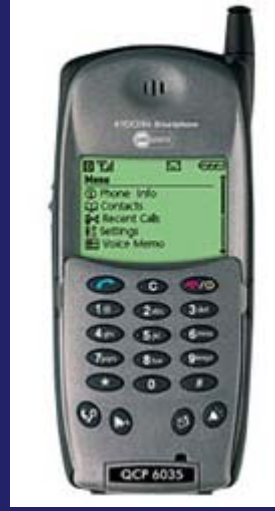 KYOCERA Smartphone
Menu
Phone Info
Contacts
Recent Calls
Settings
Voice Memo
C
1
2abc
3def
4ghi
5jkl
6mno
7pqrs
8tuv
9wxyz
*
0
#
QCP 6035